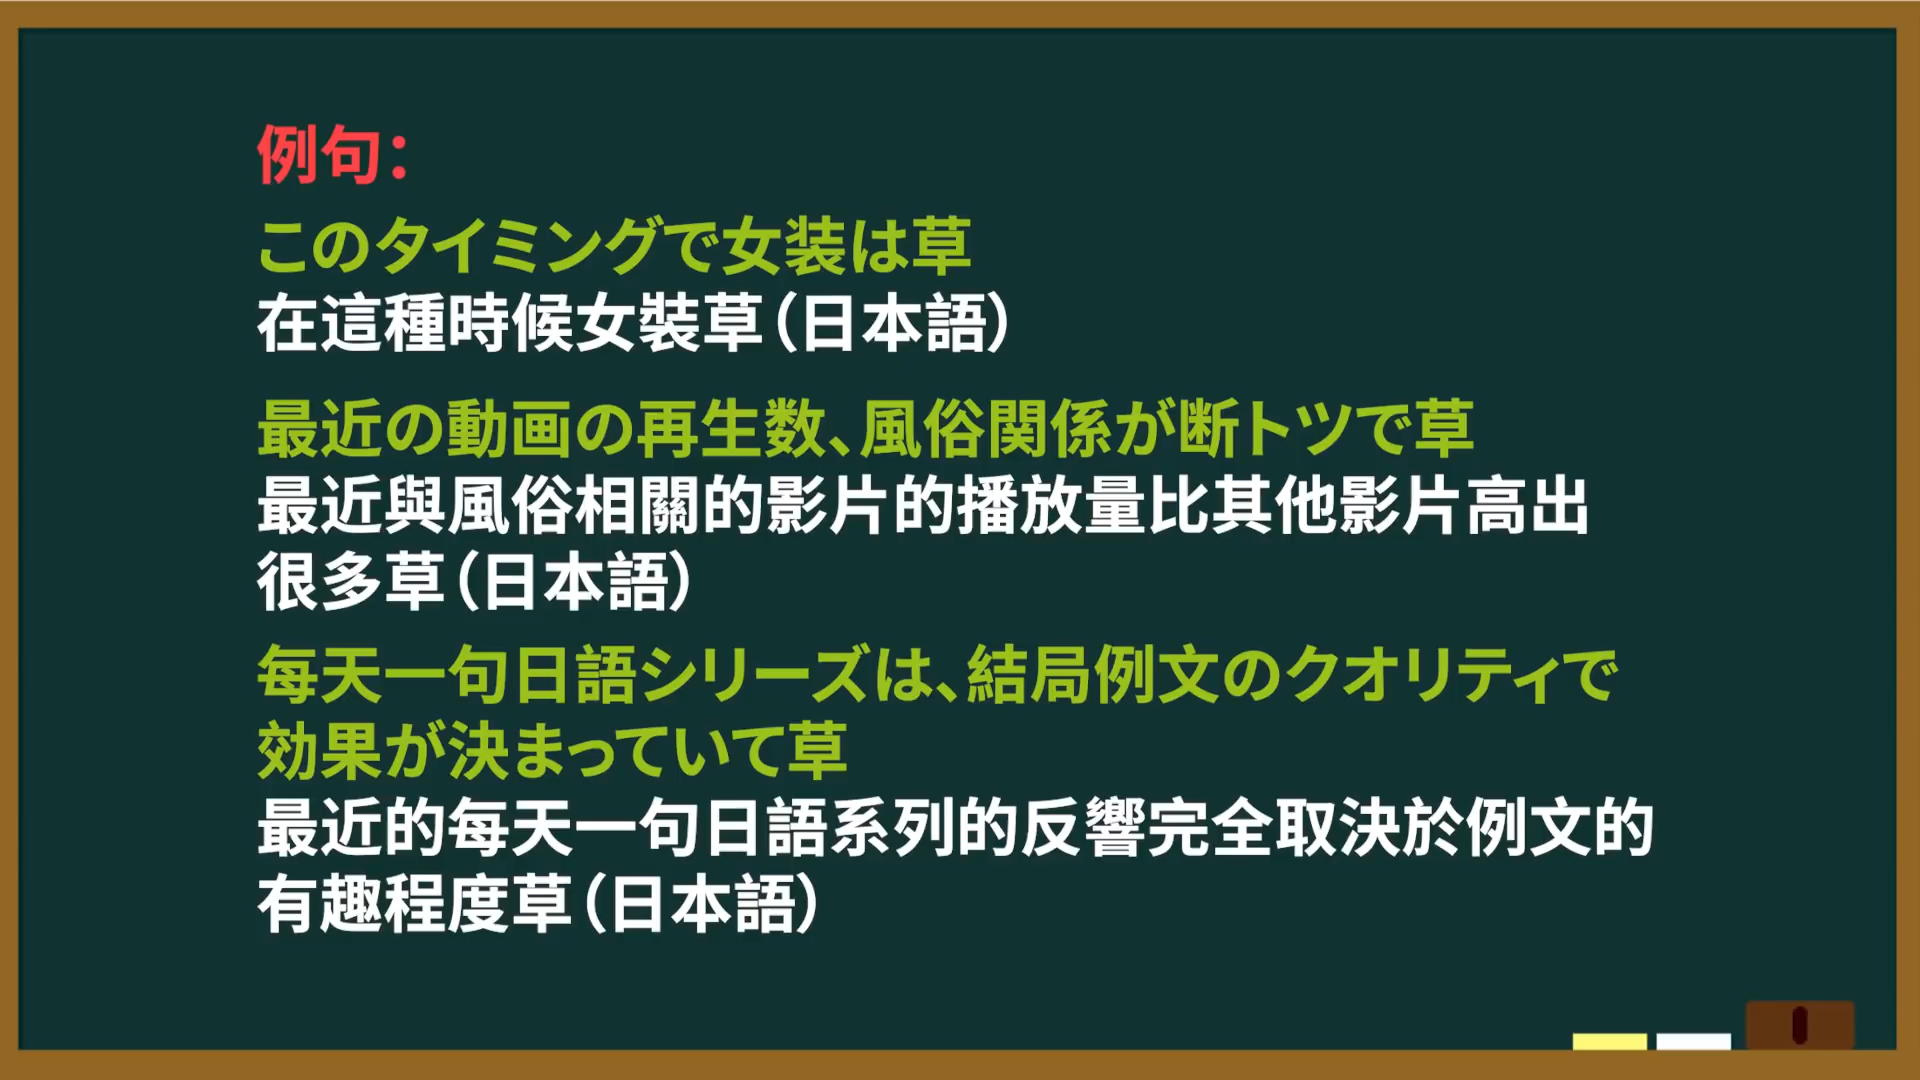 例句：
このタイミングで女装は草
在這種時候女裝草（日本語）
最近の動画の再生数、風俗関係が断トツで草
最近與風俗相關的影片的播放量比其他影片高出
很多草（日本語）
每天一句日語シリーズは、結局例文のクオリティで
効果が決まっていて草
最近的每天一句日語系列的反響完全取決於例文的
有趣程度草（日本語）